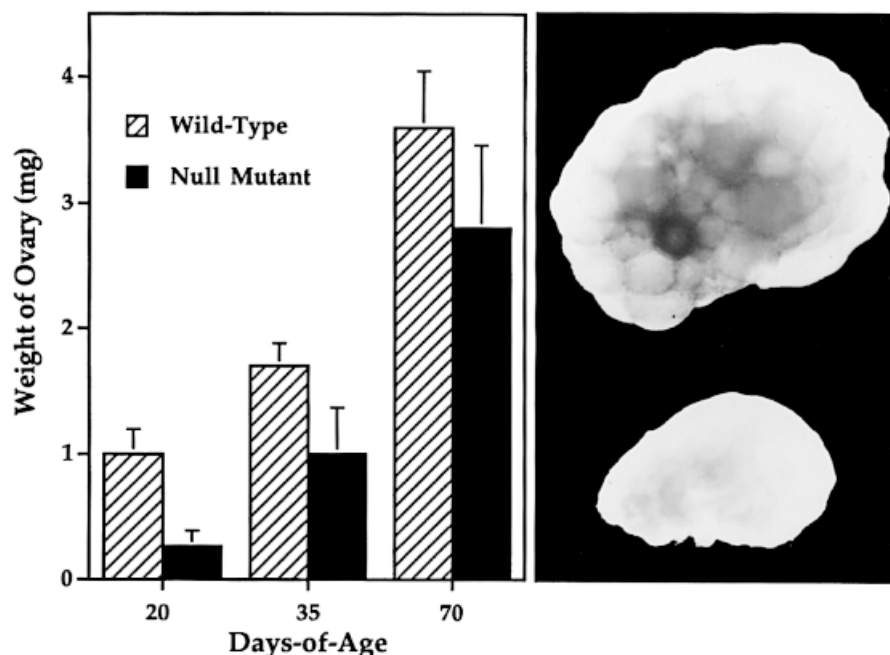 Weight of Ovary (mg)
4
3
2
1
0
Wild-Type
Null Mutant
20 35 70
Days-of-Age